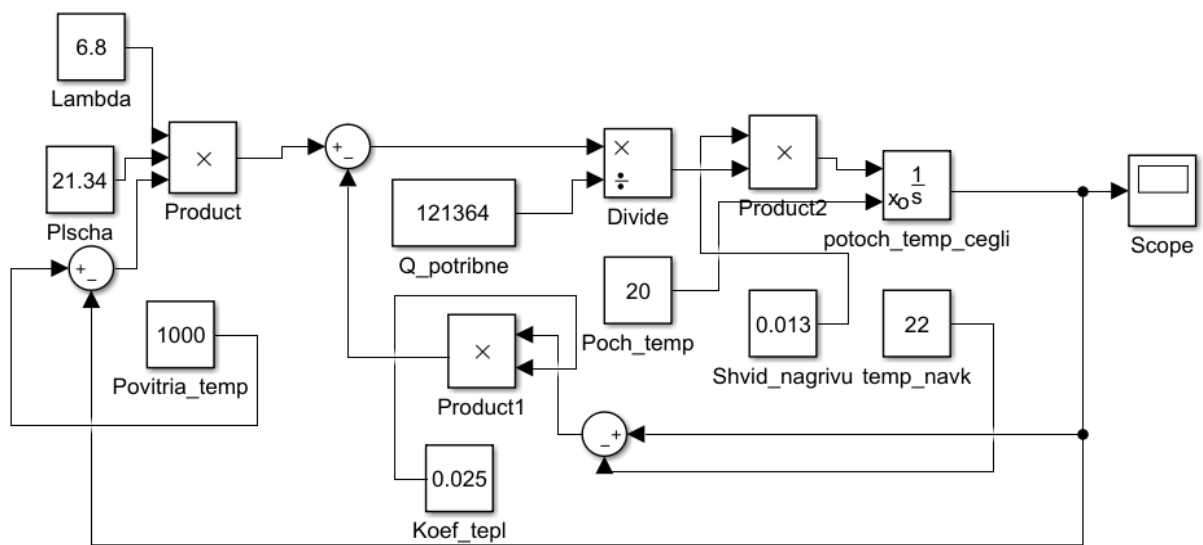 6.8
Lambda
21.34
Plscha
×
Product
+
−
+
−
1000
Povitria_temp
121364
Q_potribne
×
÷
Divide
×
Product2
1
s
xo
potoch_temp_cegli
Scope
20
Poch_temp
0.013
Shvid_nagrivu
22
temp_navk
×
Product1
−
+
0.025
Koef_tepl